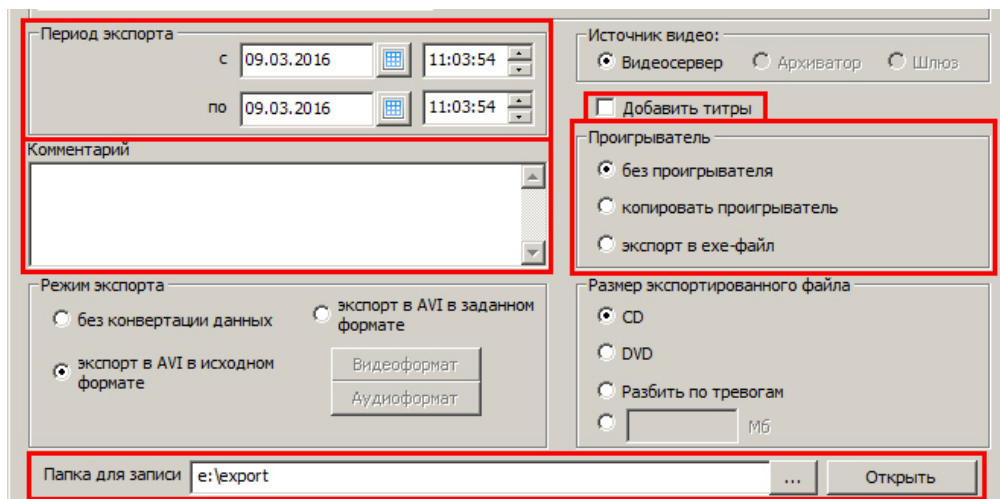 Период экспорта
с 09.03.2016 11:03:54
по 09.03.2016 11:03:54
Комментарий
Режим экспорта
без конвертации данных
экспорт в AVI в заданном
формате
экспорт в AVI в исходном
формате
Видеоформат
Аудиоформат
Источник видео:
Видеосервер Архиватор Шлюз
Добавить титры
Проигрыватель
без проигрывателя
копировать проигрыватель
экспорт в exe-файл
Размер экспортированного файла
CD
DVD
Разбить по тревогам
Мб
Папка для записи e:\export ... Открыть